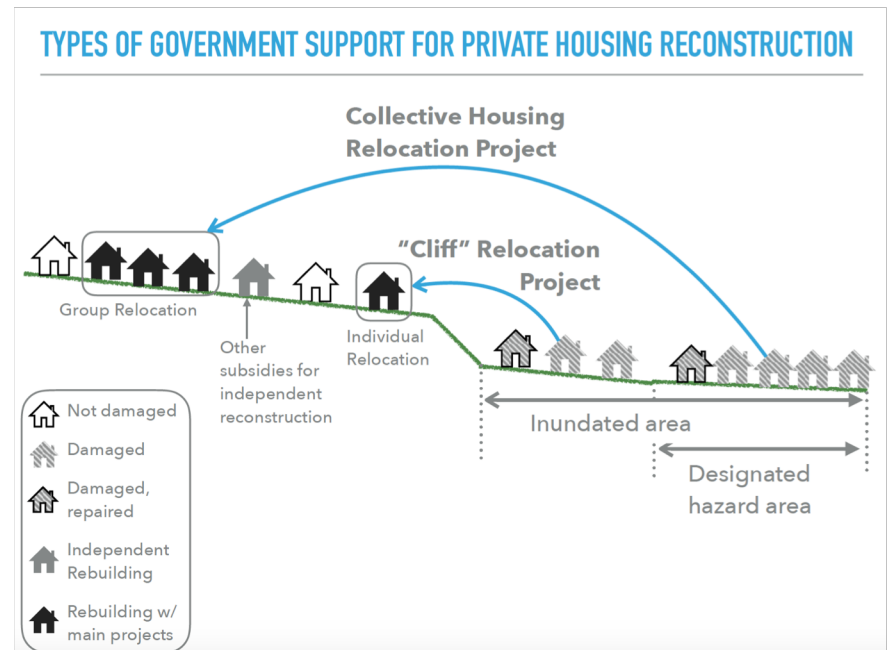 TYPES OF GOVERNMENT SUPPORT FOR PRIVATE HOUSING RECONSTRUCTION
Collective Housing
Relocation Project
“Cliff” Relocation
Project
Group Relocation
Other
subsidies for
independent
reconstruction
Individual
Relocation
Inundated area
Designated
hazard area
Not damaged
Damaged
Damaged,
repaired
Independent
Rebuilding
Rebuilding w/
main projects